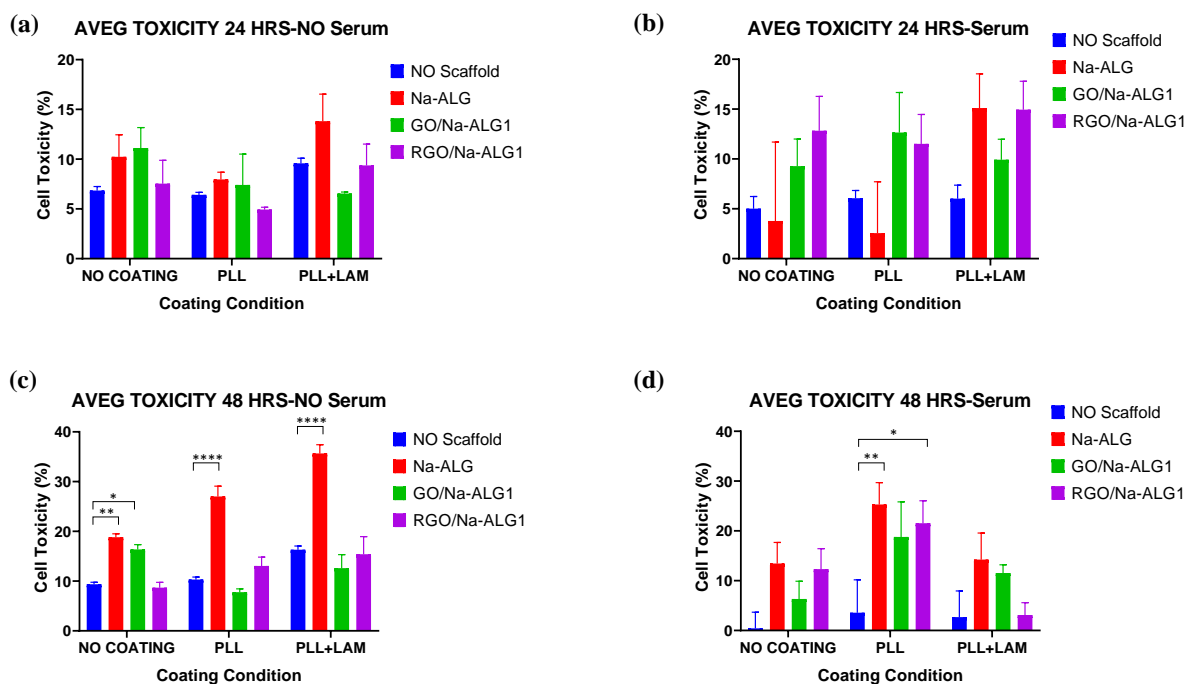 (a)
AVEG TOXICITY 24 HRS-NO Serum
Cell Toxicity (%)
20
15
10
5
0
NO COATING PLL PLL+LAM
Coating Condition
NO Scaffold
Na-ALG
GO/Na-ALG1
RGO/Na-ALG1
(b)
AVEG TOXICITY 24 HRS-Serum
Cell Toxicity (%)
20
15
10
5
0
NO COATING PLL PLL+LAM
Coating Condition
NO Scaffold
Na-ALG
GO/Na-ALG1
RGO/Na-ALG1
(c)
AVEG TOXICITY 48 HRS-NO Serum
Cell Toxicity (%)
40
30
20
10
0
*
**
****
****
NO COATING PLL PLL+LAM
Coating Condition
NO Scaffold
Na-ALG
GO/Na-ALG1
RGO/Na-ALG1
(d)
AVEG TOXICITY 48 HRS-Serum
Cell Toxicity (%)
40
30
20
10
0
*
**
NO COATING PLL PLL+LAM
Coating Condition
NO Scaffold
Na-ALG
GO/Na-ALG1
RGO/Na-ALG1